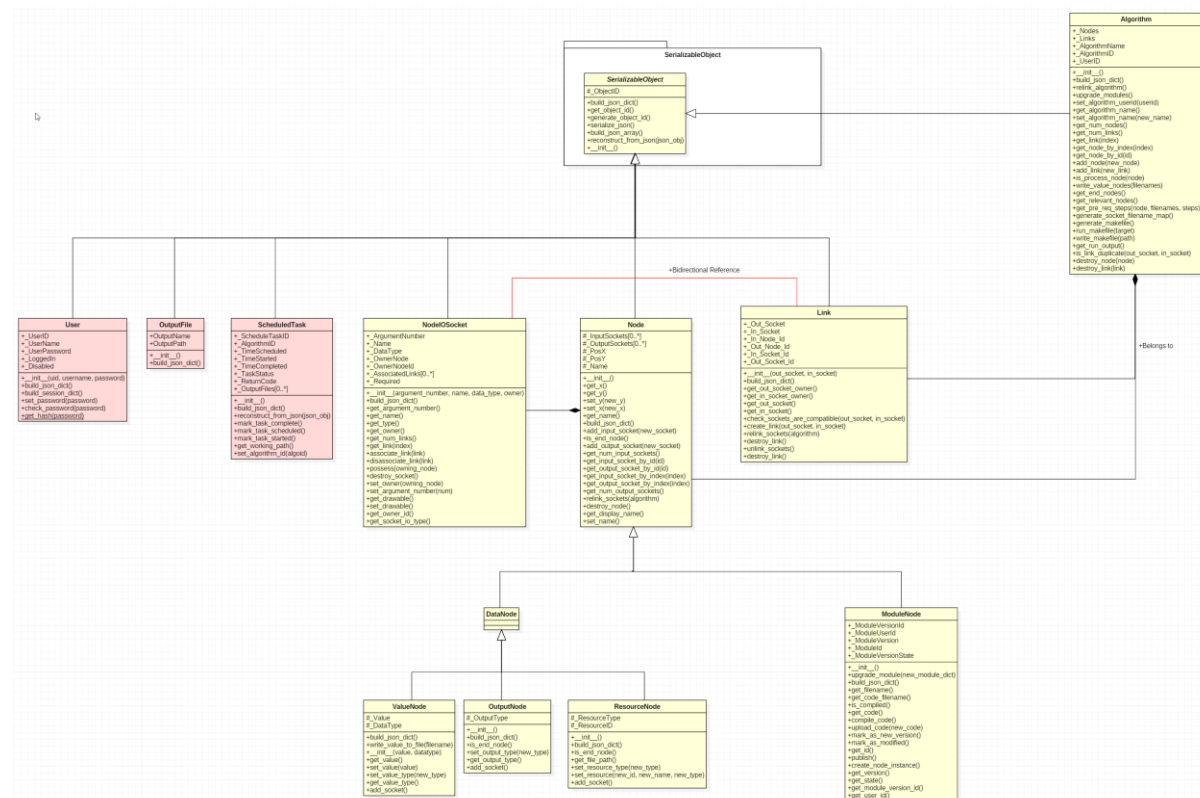 Algorithm
+_Nodes
+_Links
+_AlgorithmName
+_AlgorithmID
+_UserID
+__init__()
+build_json_dict()
+relink_algorithm()
+upgrade_modules()
+set_algorithm_userid(userid)
+get_algorithm_name()
+set_algorithm_name(new_name)
+get_num_nodes()
+get_num_links()
+get_link(index)
+get_node_by_index(index)
+get_node_by_id(id)
+add_node(new_node)
+add_link(new_link)
+is_process_node(node)
+write_value_nodes(filenames)
+get_end_nodes()
+get_relevant_nodes()
+get_pre_req_steps(node, filenames, steps)
+generate_socket_filename_map()
+generate_makefile()
+run_makefile(target)
+write_makefile(path)
+get_run_output()
+is_link_duplicate(out_socket, in_socket)
+destroy_node(node)
+destroy_link(link)
SerializableObject
SerializableObject
#_ObjectID
+build_json_dict()
+get_object_id()
+generate_object_id()
+serialize_json()
+build_json_array()
+reconstruct_from_json(json_obj)
+__init__()
+Bidirectional Reference
+Belongs to
User
+_UserID
+_UserName
+_UserPassword
+_LoggedIn
+_Disabled
+__init__(uid, username, password)
+build_json_dict()
+build_session_dict()
+set_password(password)
+check_password(password)
+get_hash(password)
OutputFile
+OutputName
+OutputPath
+__init__()
+build_json_dict()
ScheduledTask
+_ScheduleTaskID
+_AlgorithmID
+_TimeScheduled
+_TimeStarted
+_TimeCompleted
+_TaskStatus
+_ReturnCode
+_OutputFiles[0..*]
+__init__()
+build_json_dict()
+reconstruct_from_json(json_obj)
+mark_task_complete()
+mark_task_scheduled()
+mark_task_started()
+get_working_path()
+set_algorithm_id(algoid)
NodeIOSocket
+_ArgumentNumber
+_Name
+_DataType
+_OwnerNode
+_OwnerNodeId
+_AssociatedLinks[0..*]
+_Required
+__init__(argument_number, name, data_type, owner)
+build_json_dict()
+get_argument_number()
+get_name()
+get_type()
+get_owner()
+get_num_links()
+get_link(index)
+associate_link(link)
+disassociate_link(link)
+possess(owning_node)
+destroy_socket()
+set_owner(owning_node)
+set_argument_number(num)
+get_drawable()
+set_drawable()
+get_owner_id()
+get_socket_io_type()
Node
#_InputSockets[0..*]
#_OutputSockets[0..*]
#_PosX
#_PosY
#_Name
+__init__()
+get_x()
+get_y()
+set_y(new_y)
+set_x(new_x)
+get_name()
+build_json_dict()
+add_input_socket(new_socket)
+is_end_node()
+add_output_socket(new_socket)
+get_num_input_sockets()
+get_input_socket_by_id(id)
+get_output_socket_by_id(id)
+get_input_socket_by_index(index)
+get_output_socket_by_index(index)
+get_num_output_sockets()
+relink_sockets(algorithm)
+destroy_node()
+get_display_name()
+set_name()
Link
+_Out_Socket
+_In_Socket
+_In_Node_Id
+_Out_Node_Id
+_In_Socket_Id
+_Out_Socket_Id
+__init__(out_socket, in_socket)
+build_json_dict()
+get_out_socket_owner()
+get_in_socket_owner()
+get_out_socket()
+get_in_socket()
+check_sockets_are_compatible(out_socket, in_socket)
+create_link(out_socket, in_socket)
+relink_sockets(algorithm)
+destroy_link()
+unlink_sockets()
+destroy_link()
DataNode
ModuleNode
+_ModuleVersionId
+_ModuleUserId
+_ModuleVersion
+_ModuleId
+_ModuleVersionState
+__init__()
+upgrade_module(new_module_dict)
+build_json_dict()
+get_filename()
+get_code_filename()
+is_compiled()
+get_code()
+compile_code()
+upload_code(new_code)
+mark_as_new_version()
+mark_as_modified()
+get_id()
+publish()
+create_node_instance()
+get_version()
+get_state()
+get_module_version_id()
+get_user_id()
ValueNode
#_Value
#_DataType
+build_json_dict()
+write_value_to_file(filename)
+__init__(value, datatype)
+get_value()
+set_value(value)
+set_value_type(new_type)
+get_value_type()
+add_socket()
OutputNode
#_OutputType
+__init__()
+build_json_dict()
+is_end_node()
+set_output_type(new_type)
+get_output_type()
+add_socket()
ResourceNode
#_ResourceType
#_ResourceID
+__init__()
+build_json_dict()
+is_end_node()
+get_file_path()
+set_resource_type(new_type)
+set_resource(new_id, new_name, new_type)
+add_socket()